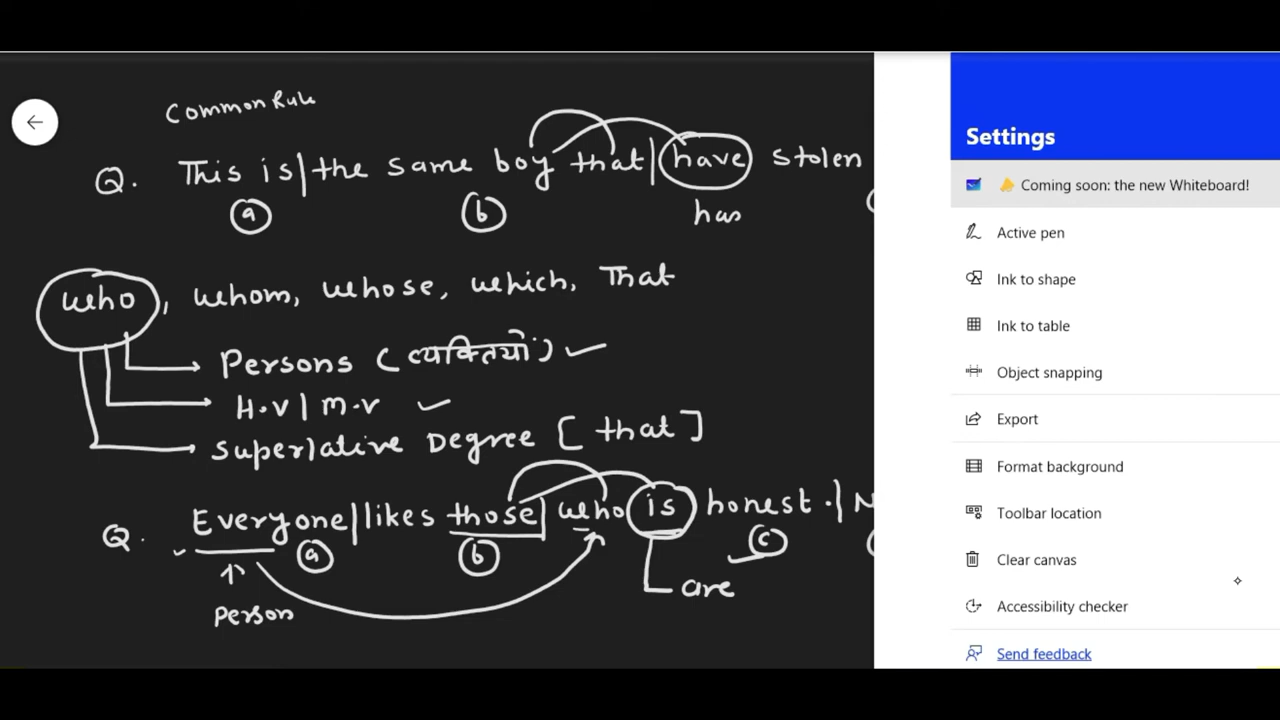 Common Rule
Q. This is | the same boy that | have stolen
a b
has
who, whom, whose, which, That
Persons (व्यक्तियों) ✓
H.V | M.V ✓
Superlative Degree [that]
Q. Everyone | likes those | who is honest. | N
a b c
are
Person
Settings
Coming soon: the new Whiteboard!
Active pen
Ink to shape
Ink to table
Object snapping
Export
Format background
Toolbar location
Clear canvas
Accessibility checker
Send feedback